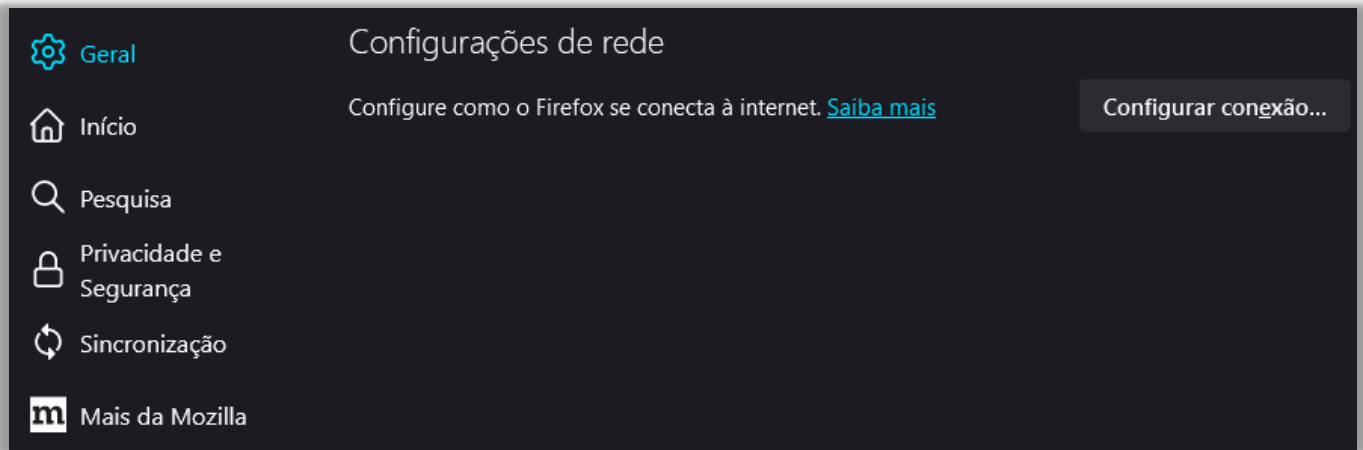 Geral
Início
Pesquisa
Privacidade e
Segurança
Sincronização
m Mais da Mozilla
Configurações de rede
Configure como o Firefox se conecta à internet. Saiba mais
Configurar conexão...